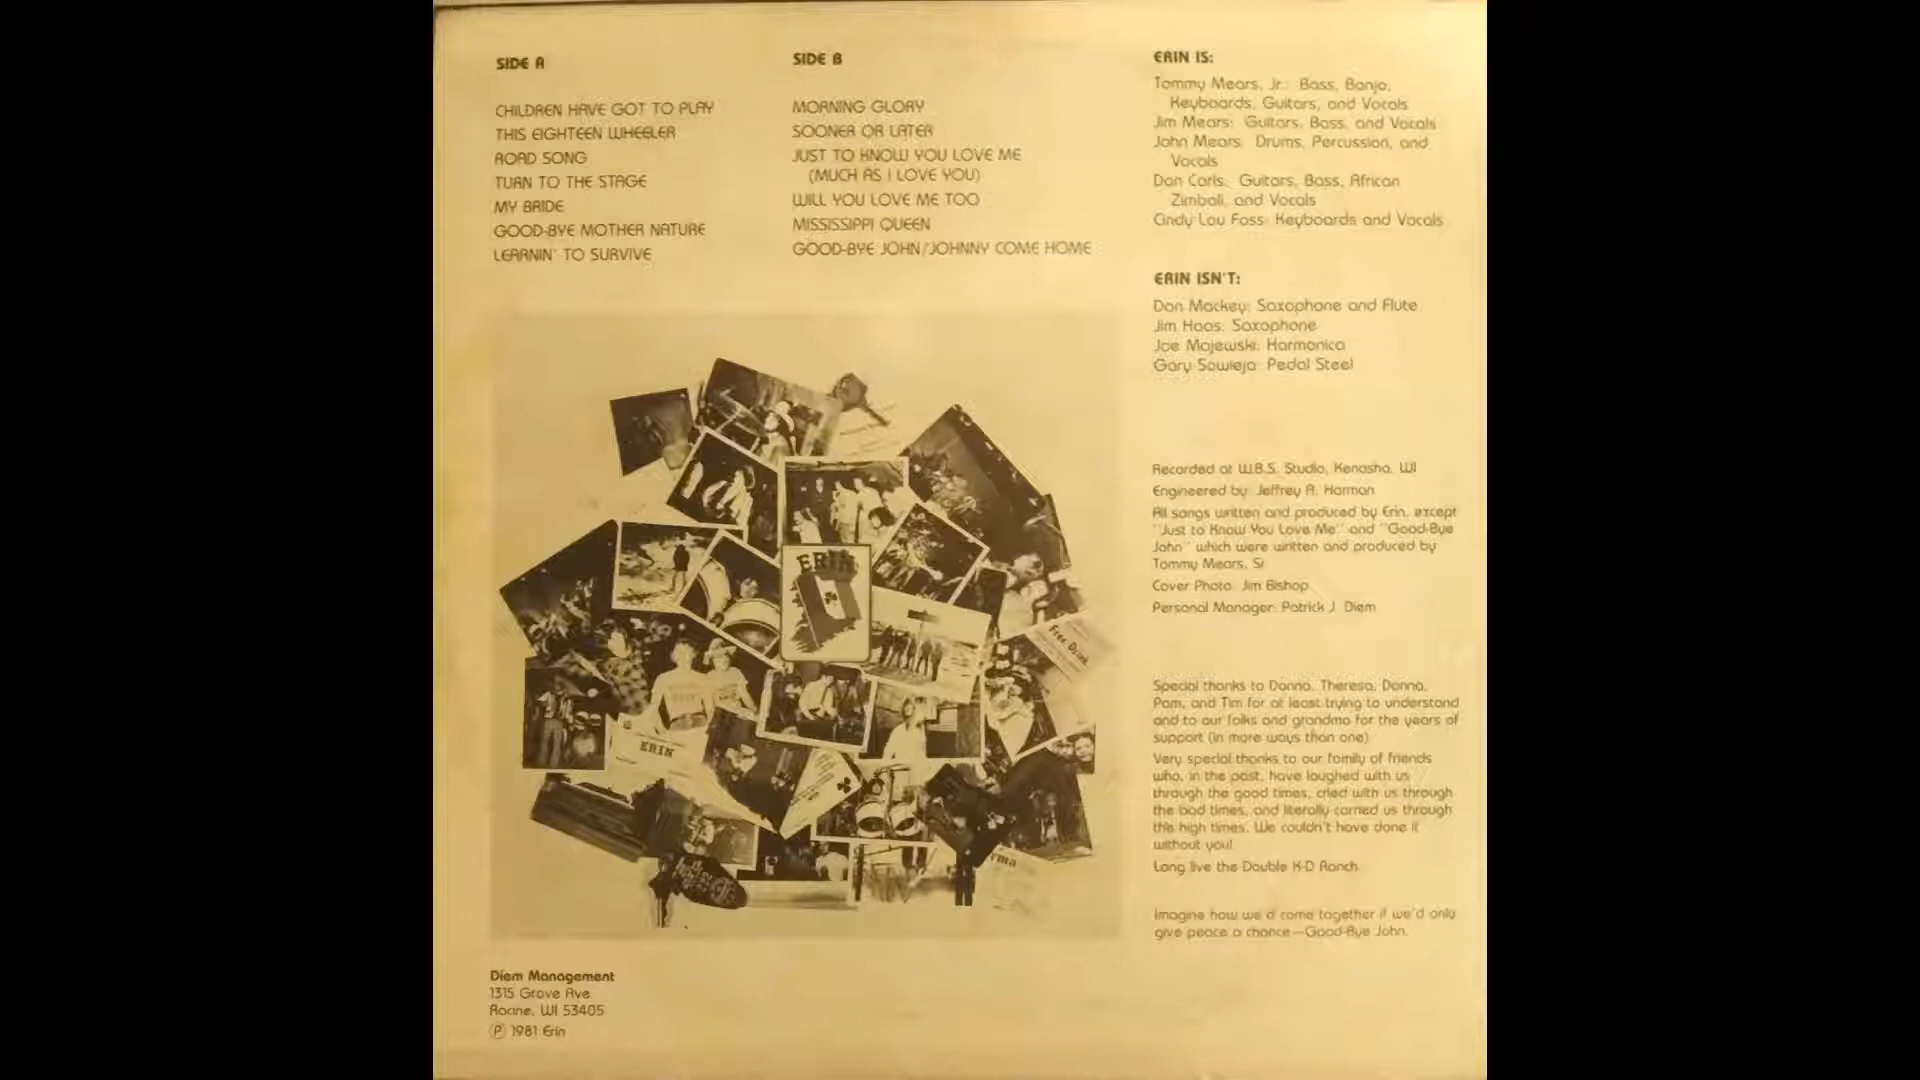 SIDE A
CHILDREN HAVE GOT TO PLAY
THIS EIGHTEEN WHEELER
ROAD SONG
TURN TO THE STAGE
MY BRIDE
GOOD-BYE MOTHER NATURE
LEARNIN' TO SURVIVE
SIDE B
MORNING GLORY
SOONER OR LATER
JUST TO KNOW YOU LOVE ME
(MUCH AS I LOVE YOU)
WILL YOU LOVE ME TOO
MISSISSIPPI QUEEN
GOOD-BYE JOHN/JOHNNY COME HOME
ERIN IS:
Tommy Mears, Jr.: Bass, Banjo,
Keyboards, Guitars, and Vocals
Jim Mears: Guitars, Bass, and Vocals
John Mears: Drums, Percussion, and
Vocals
Dan Carls: Guitars, Bass, African
Zimbali, and Vocals
Cindy Lou Foss: Keyboards and Vocals
ERIN ISN'T:
Don Mackey: Saxophone and Flute
Jim Haas: Saxophone
Joe Majewski: Harmonica
Gary Sawieja: Pedal Steel
Recorded at W.B.S. Studio, Kenosha, WI
Engineered by: Jeffrey A. Harman
All songs written and produced by Erin, except
"Just to Know You Love Me" and "Good-Bye
John" which were written and produced by
Tommy Mears, Sr.
Cover Photo: Jim Bishop
Personal Manager: Patrick J. Diem
Special thanks to Donna, Theresa, Donna,
Pam, and Tim for at least trying to understand
and to our folks and grandma for the years of
support (in more ways than one)
Very special thanks to our family of friends
who, in the past, have laughed with us
through the good times, cried with us through
the bad times, and literally carried us through
the high times. We couldn't have done it
without you!
Long live the Double K-D Ranch.
Imagine how we'd come together if we'd only
give peace a chance—Good-Bye John.
ERIN
Free Drink
ERIN
Diem Management
1315 Grove Ave.
Racine, WI 53405
Ⓟ 1981 Erin